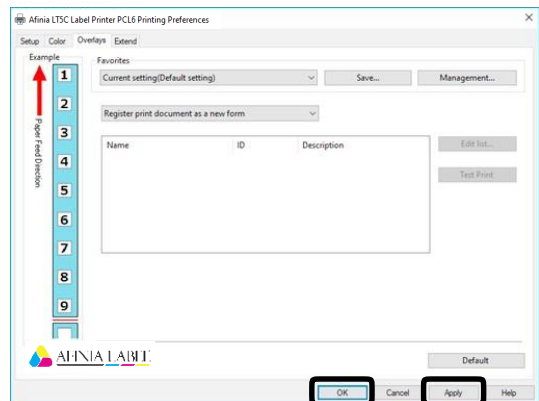 Afinia LT5C Label Printer PCL6 Printing Preferences
Setup Color Overlays Extend
Example
Favorites
Current setting(Default setting)
Save...
Management...
Register print document as a new form
Name ID Description
Edit list...
Test Print
Paper Feed Direction
1
2
3
4
5
6
7
8
9
AFINIA LABEL
Default
OK Cancel Apply Help